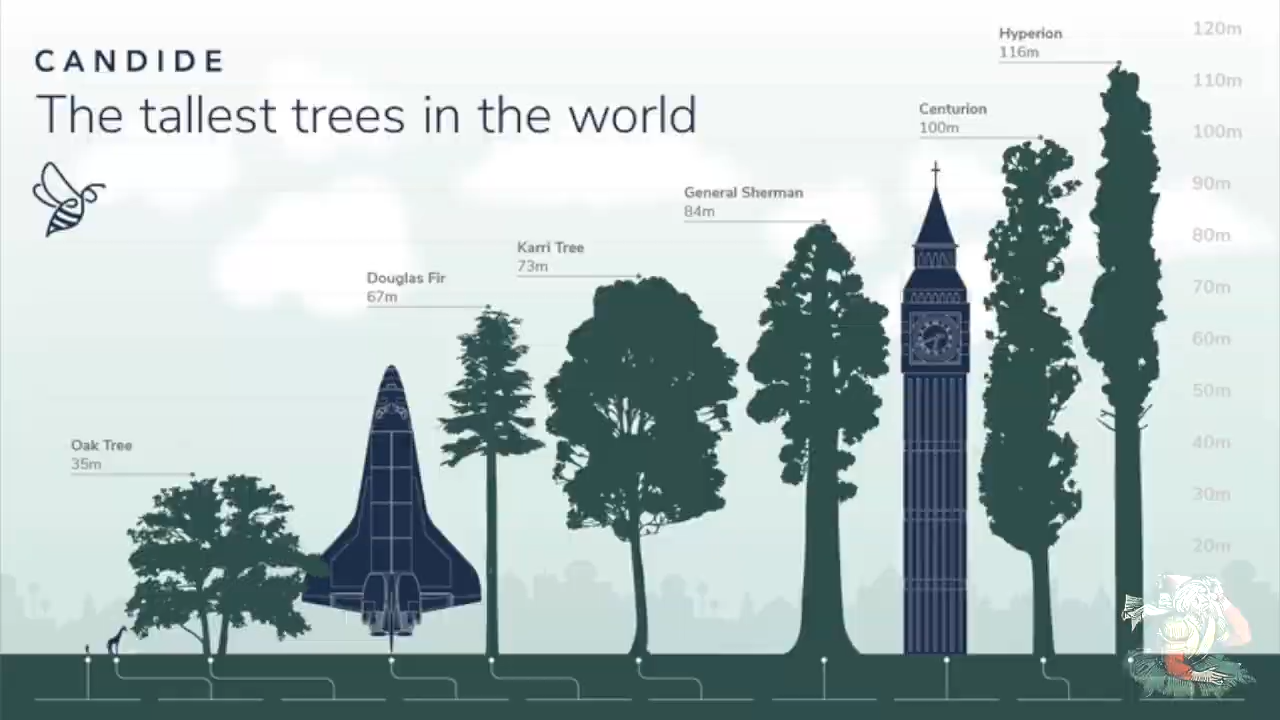 CANDIDE
The tallest trees in the world
Hyperion
116m
Centurion
100m
General Sherman
84m
Karri Tree
73m
Douglas Fir
67m
Oak Tree
35m
120m
110m
100m
90m
80m
70m
60m
50m
40m
30m
20m